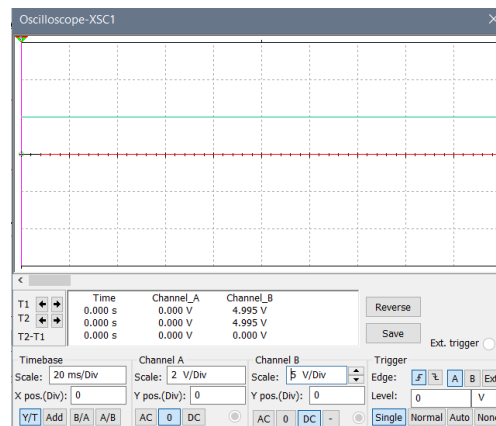 Oscilloscope-XSC1
Time Channel_A Channel_B
T1 0.000 s 0.000 V 4.995 V
T2 0.000 s 0.000 V 4.995 V
T2-T1 0.000 s 0.000 V 0.000 V
Reverse
Save
Ext. trigger
Timebase
Scale: 20 ms/Div
X pos.(Div): 0
Y/T Add B/A A/B
Channel A
Scale: 2 V/Div
Y pos.(Div): 0
AC 0 DC
Channel B
Scale: 5 V/Div
Y pos.(Div): 0
AC 0 DC -
Trigger
Edge: A B Ext
Level: 0 V
Single Normal Auto None